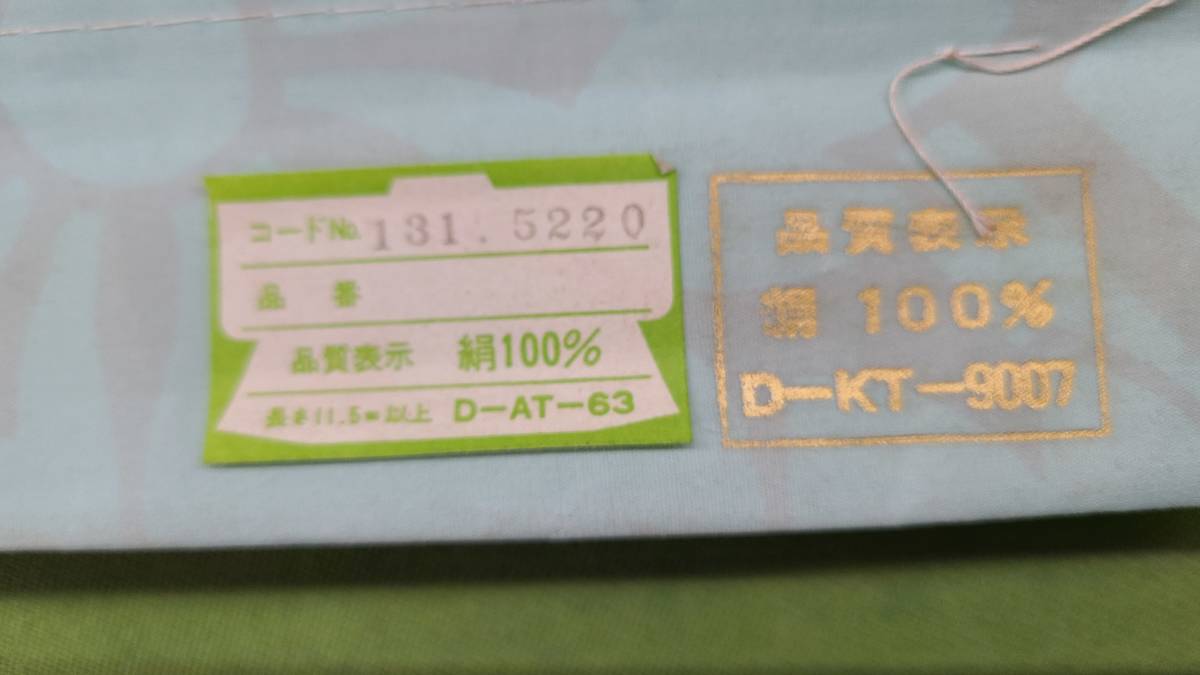 コードNo. 131.5220
品番
品質表示 絹100%
長さ11.5m以上 D-AT-63
品質表示
絹 100%
D-KT-9007